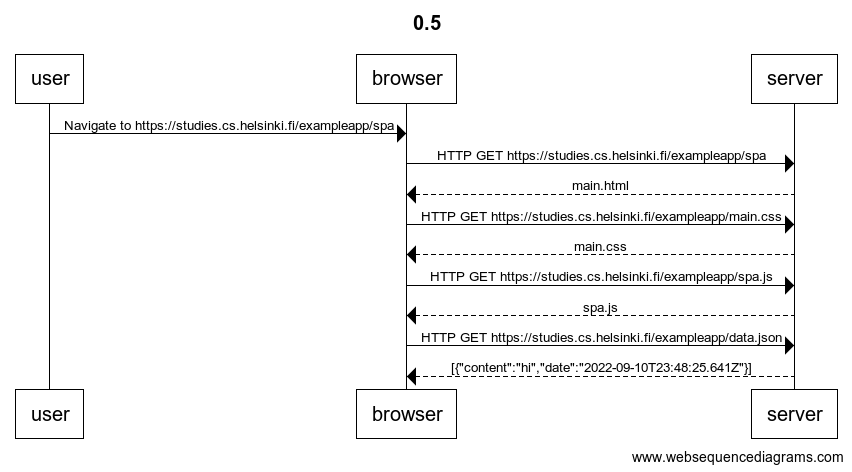 0.5
user browser server
Navigate to https://studies.cs.helsinki.fi/exampleapp/spa
HTTP GET https://studies.cs.helsinki.fi/exampleapp/spa
main.html
HTTP GET https://studies.cs.helsinki.fi/exampleapp/main.css
main.css
HTTP GET https://studies.cs.helsinki.fi/exampleapp/spa.js
spa.js
HTTP GET https://studies.cs.helsinki.fi/exampleapp/data.json
[{"content":"hi","date":"2022-09-10T23:48:25.641Z"}]
user browser server
www.websequencediagrams.com